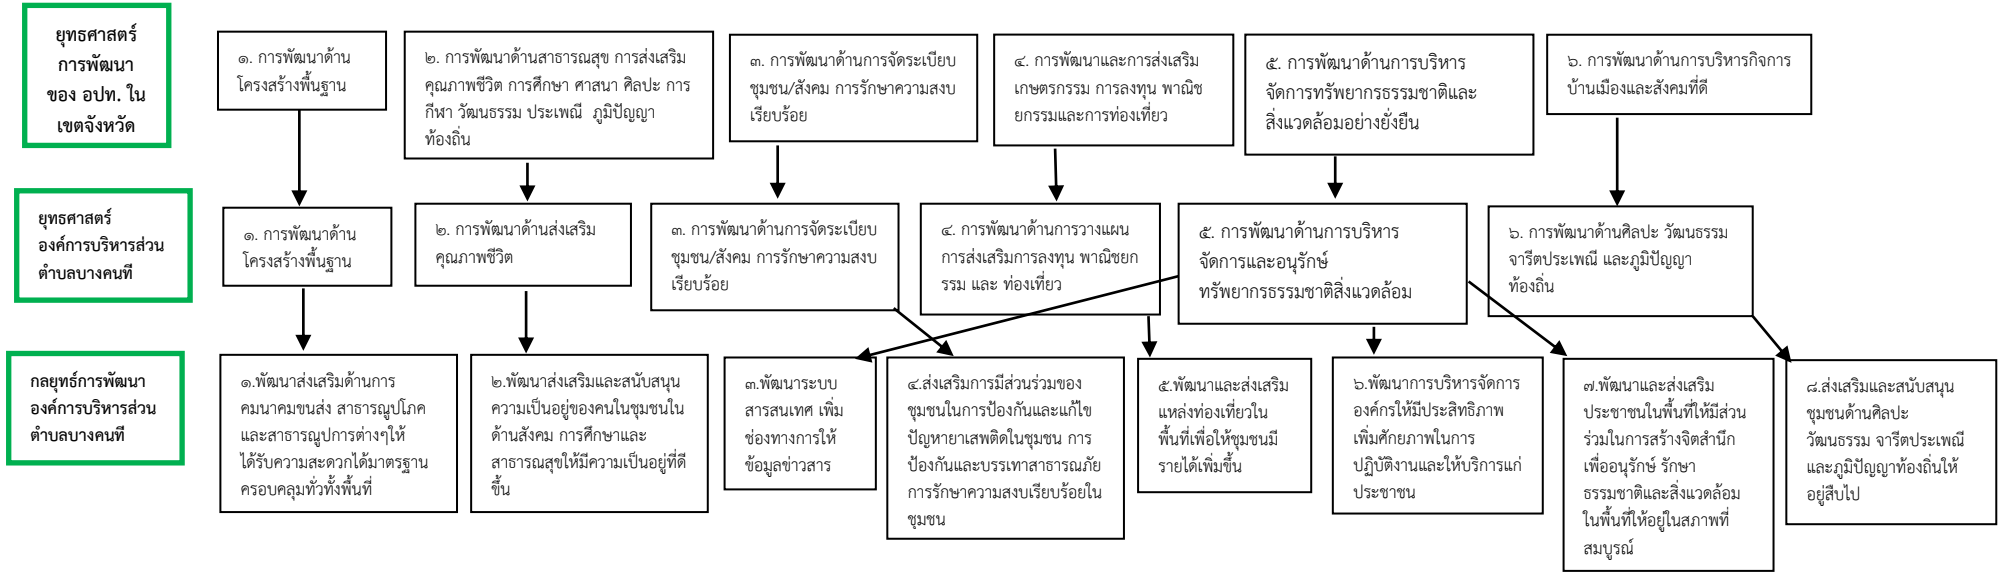 ยุทธศาสตร์
การพัฒนา
ของ อปท. ใน
เขตจังหวัด
๑. การพัฒนาด้าน
โครงสร้างพื้นฐาน
๒. การพัฒนาด้านสาธารณสุข การส่งเสริม
คุณภาพชีวิต การศึกษา ศาสนา ศิลปะ การ
กีฬา วัฒนธรรม ประเพณี ภูมิปัญญา
ท้องถิ่น
๓. การพัฒนาด้านการจัดระเบียบ
ชุมชน/สังคม การรักษาความสงบ
เรียบร้อย
๔. การพัฒนาและการส่งเสริม
เกษตรกรรม การลงทุน พาณิช
ยกรรมและการท่องเที่ยว
๕. การพัฒนาด้านการบริหาร
จัดการทรัพยากรธรรมชาติและ
สิ่งแวดล้อมอย่างยั่งยืน
๖. การพัฒนาด้านการบริหารกิจการ
บ้านเมืองและสังคมที่ดี
ยุทธศาสตร์
องค์การบริหารส่วน
ตำบลบางคนที
๑. การพัฒนาด้าน
โครงสร้างพื้นฐาน
๒. การพัฒนาด้านส่งเสริม
คุณภาพชีวิต
๓. การพัฒนาด้านการจัดระเบียบ
ชุมชน/สังคม การรักษาความสงบ
เรียบร้อย
๔. การพัฒนาด้านการวางแผน
การส่งเสริมการลงทุน พาณิชยก
รรม และ ท่องเที่ยว
๕. การพัฒนาด้านการบริหาร
จัดการและอนุรักษ์
ทรัพยากรธรรมชาติสิ่งแวดล้อม
๖. การพัฒนาด้านศิลปะ วัฒนธรรม
จารีตประเพณี และภูมิปัญญา
ท้องถิ่น
กลยุทธ์การพัฒนา
องค์การบริหารส่วน
ตำบลบางคนที
๑.พัฒนาส่งเสริมด้านการ
คมนาคมขนส่ง สาธารณูปโภค
และสาธารณูปการต่างๆให้
ได้รับความสะดวกได้มาตรฐาน
ครอบคลุมทั่วทั้งพื้นที่
๒.พัฒนาส่งเสริมและสนับสนุน
ความเป็นอยู่ของคนในชุมชนใน
ด้านสังคม การศึกษาและ
สาธารณสุขให้มีความเป็นอยู่ที่ดี
ขึ้น
๓.พัฒนาระบบ
สารสนเทศ เพิ่ม
ช่องทางการให้
ข้อมูลข่าวสาร
๔.ส่งเสริมการมีส่วนร่วมของ
ชุมชนในการป้องกันและแก้ไข
ปัญหายาเสพติดในชุมชน การ
ป้องกันและบรรเทาสาธารณภัย
การรักษาความสงบเรียบร้อยใน
ชุมชน
๕.พัฒนาและส่งเสริม
แหล่งท่องเที่ยวใน
พื้นที่เพื่อให้ชุมชนมี
รายได้เพิ่มขึ้น
๖.พัฒนาการบริหารจัดการ
องค์กรให้มีประสิทธิภาพ
เพิ่มศักยภาพในการ
ปฏิบัติงานและให้บริการแก่
ประชาชน
๗.พัฒนาและส่งเสริม
ประชาชนในพื้นที่ให้มีส่วน
ร่วมในการสร้างจิตสำนึก
เพื่ออนุรักษ์ รักษา
ธรรมชาติและสิ่งแวดล้อม
ในพื้นที่ให้อยู่ในสภาพที่
สมบูรณ์
๘.ส่งเสริมและสนับสนุน
ชุมชนด้านศิลปะ
วัฒนธรรม จารีตประเพณี
และภูมิปัญญาท้องถิ่นให้
อยู่สืบไป